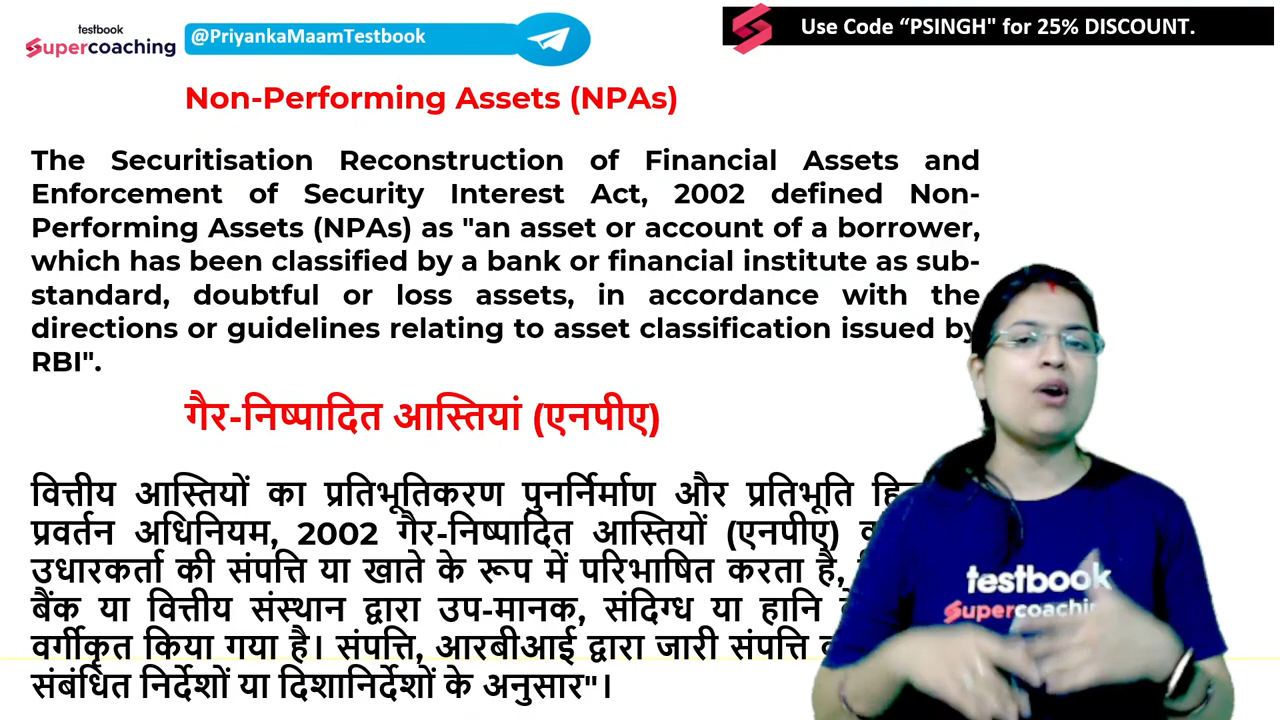 testbook
Supercoaching
@PriyankaMaamTestbook
Use Code “PSINGH" for 25% DISCOUNT.
Non-Performing Assets (NPAs)
The Securitisation Reconstruction of Financial Assets and
Enforcement of Security Interest Act, 2002 defined Non-
Performing Assets (NPAs) as "an asset or account of a borrower,
which has been classified by a bank or financial institute as sub-
standard, doubtful or loss assets, in accordance with the
directions or guidelines relating to asset classification issued by
RBI".
गैर-निष्पादित आस्तियां (एनपीए)
वित्तीय आस्तियों का प्रतिभूतिकरण पुनर्निर्माण और प्रतिभूति
प्रवर्तन अधिनियम, 2002 गैर-निष्पादित आस्तियों (एनपीए)
उधारकर्ता की संपत्ति या खाते के रूप में परिभाषित करता है,
बैंक या वित्तीय संस्थान द्वारा उप-मानक, संदिग्ध या हानि
वर्गीकृत किया गया है। संपत्ति, आरबीआई द्वारा जारी संपत्ति
संबंधित निर्देशों या दिशानिर्देशों के अनुसार"।
testbook
Supercoaching